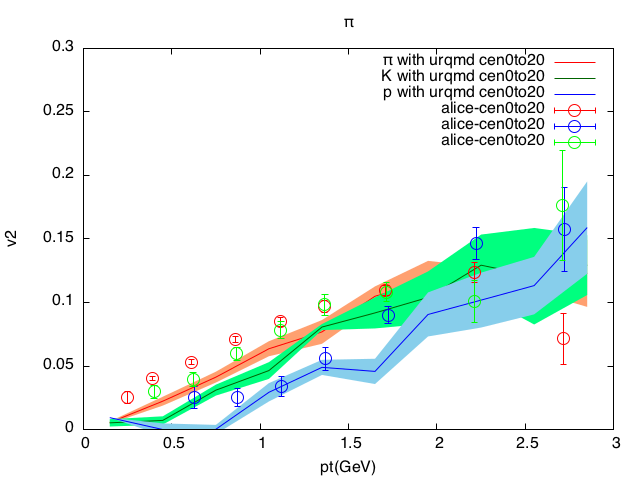 π
π with urqmd cen0to20
K with urqmd cen0to20
p with urqmd cen0to20
alice-cen0to20
alice-cen0to20
alice-cen0to20
0.3
0.25
0.2
0.15
0.1
0.05
0
v2
0 0.5 1 1.5 2 2.5 3
pt(GeV)